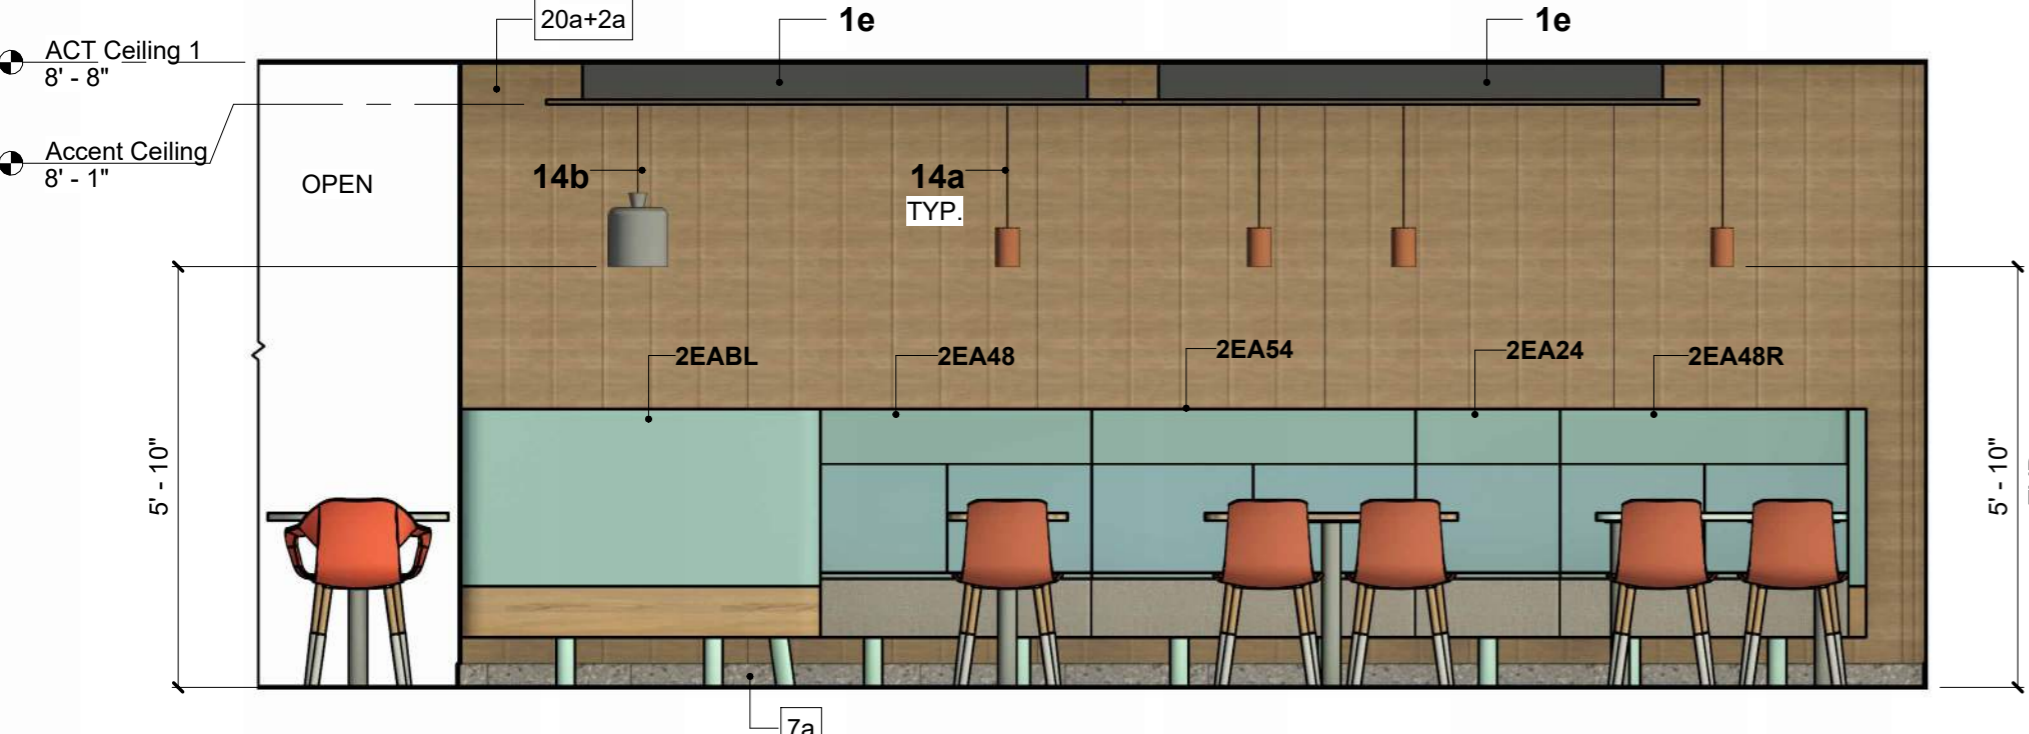 20a+2a
1e
1e
ACT Ceiling 1
8' - 8"
Accent Ceiling
8' - 1"
OPEN
14b
14a
TYP.
2EABL
2EA48
2EA54
2EA24
2EA48R
5' - 10"
5' - 10"
7a